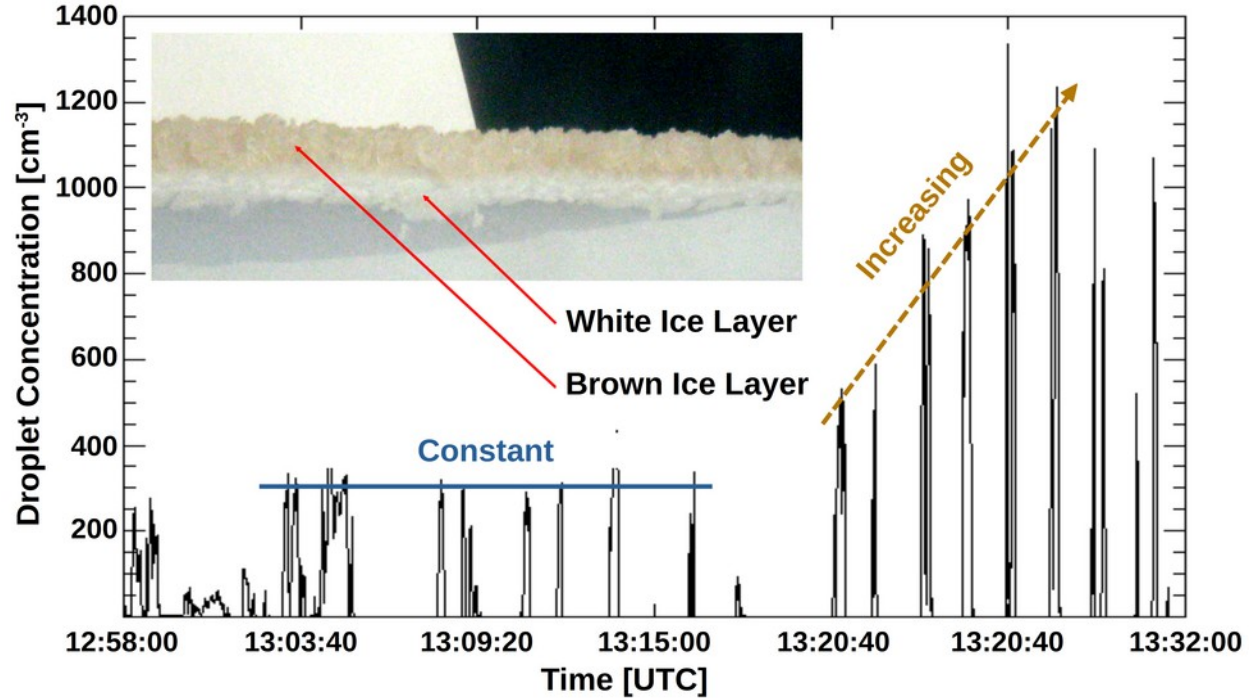 1400
1200
1000
800
600
400
200
Droplet Concentration [cm-3]
White Ice Layer
Brown Ice Layer
Constant
Increasing
12:58:00 13:03:40 13:09:20 13:15:00 13:20:40 13:20:40 13:32:00
Time [UTC]